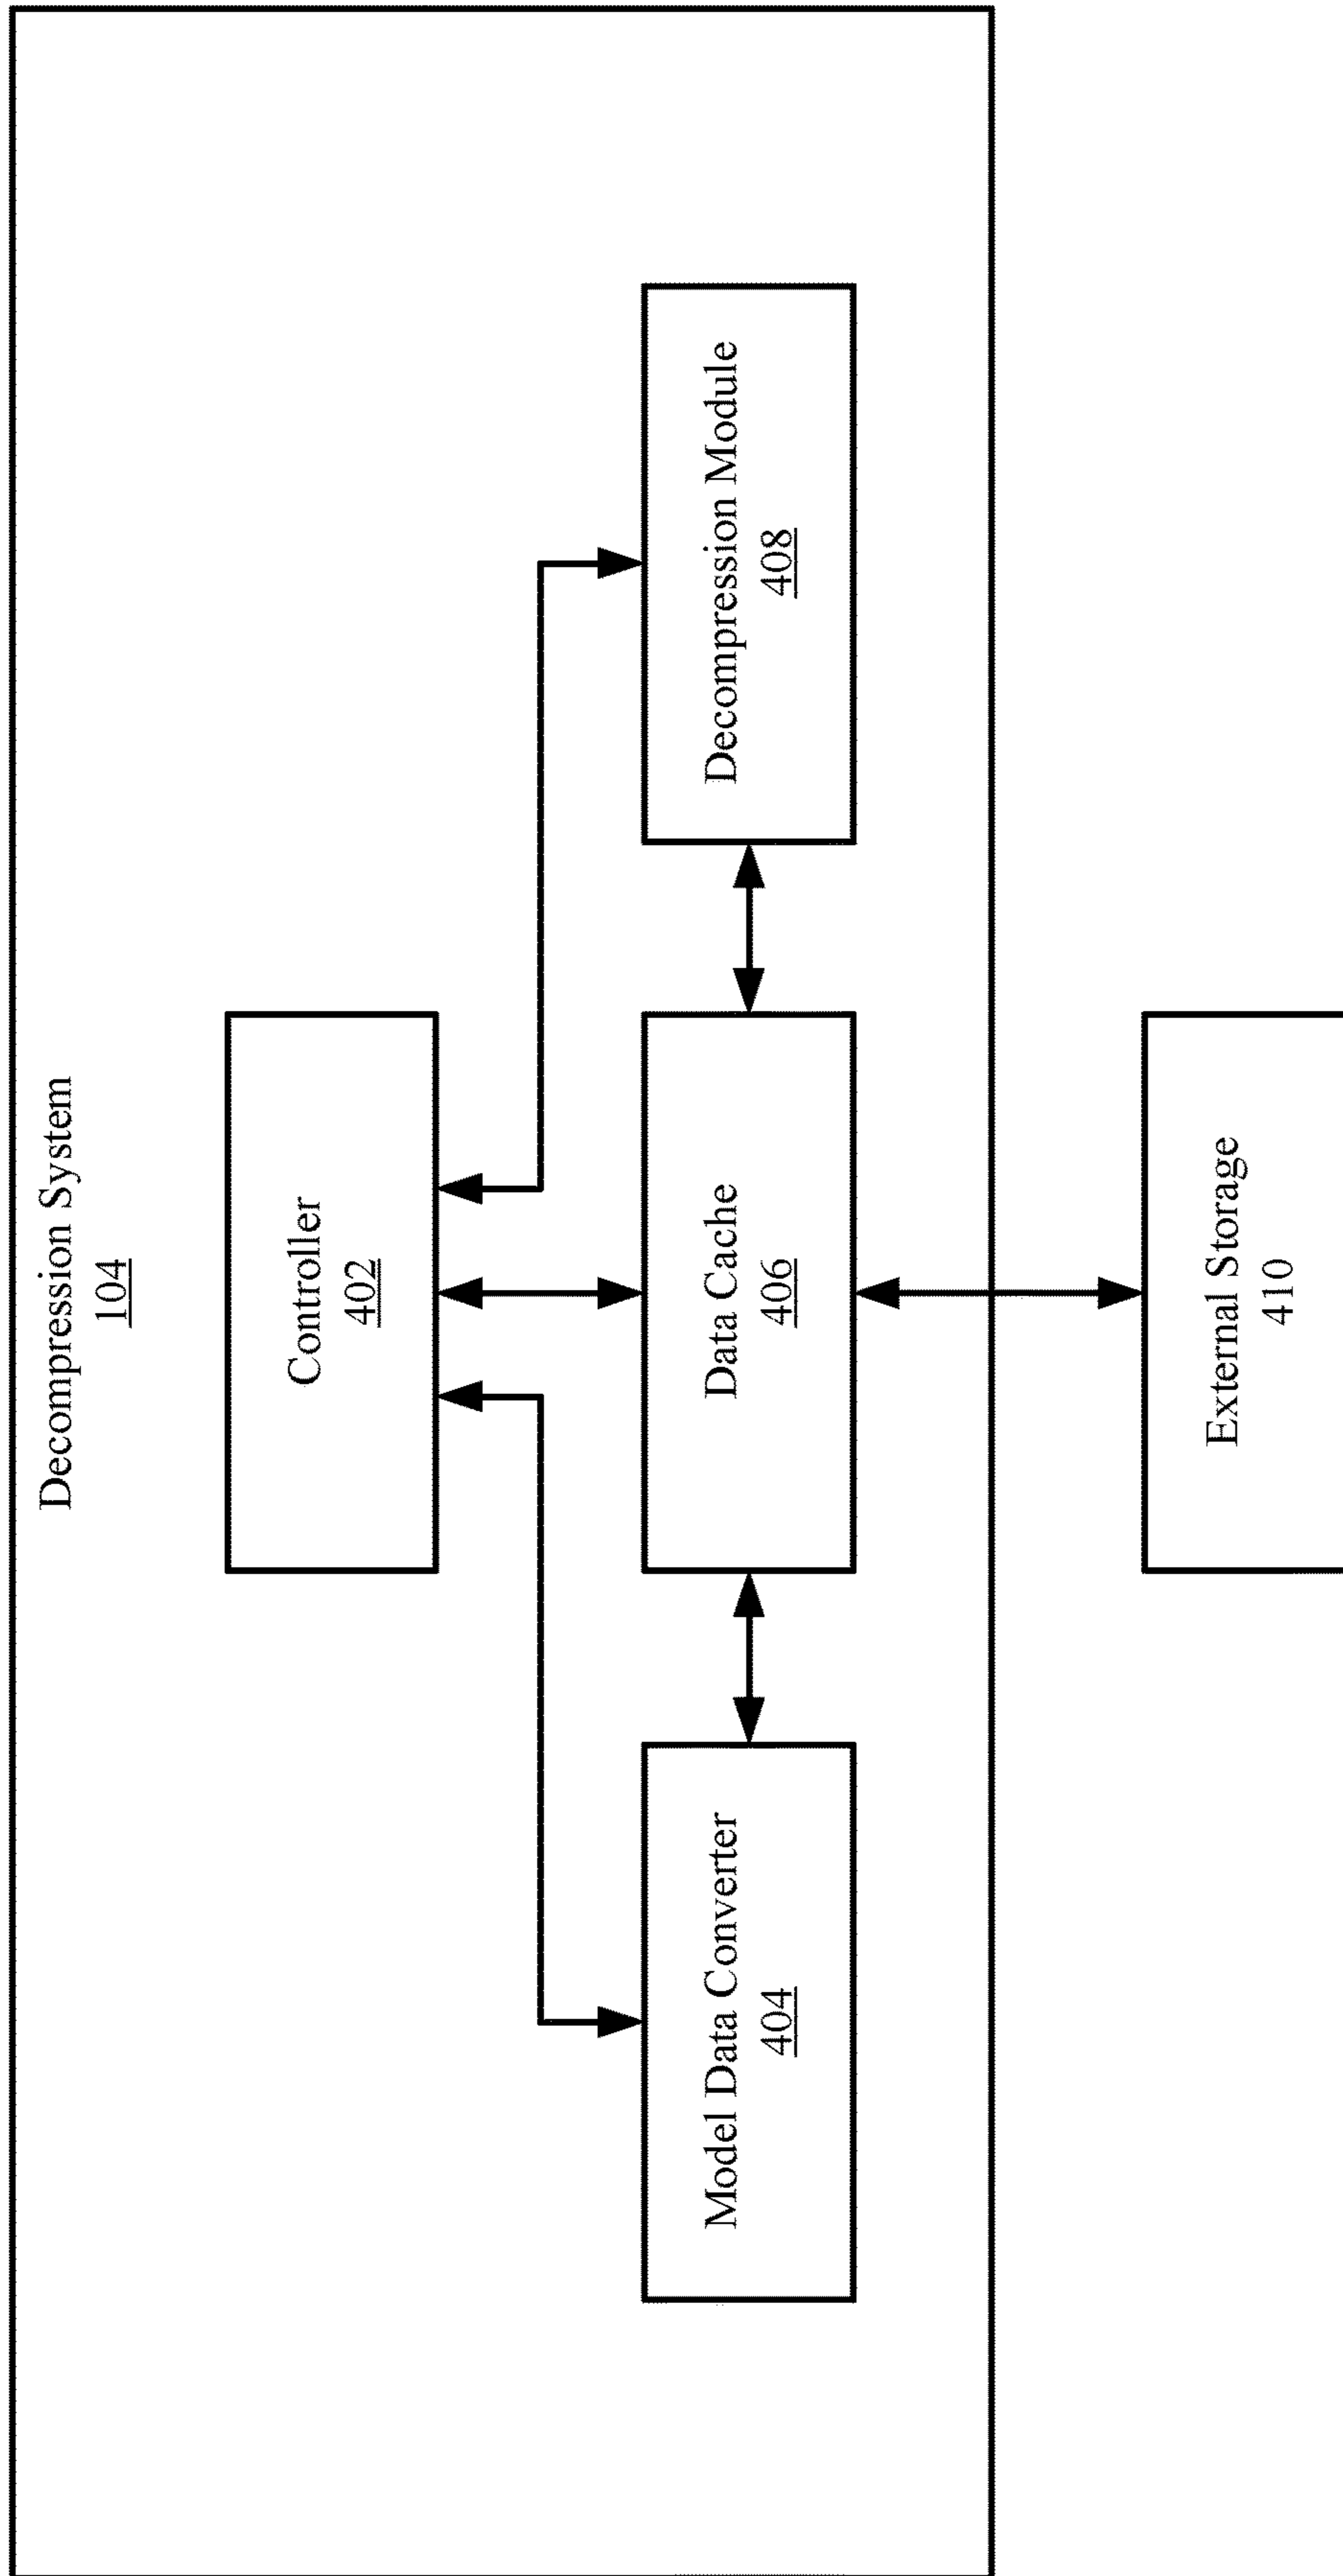 Decompression System
104
Controller
402
Model Data Converter
404
Data Cache
406
Decompression Module
408
External Storage
410